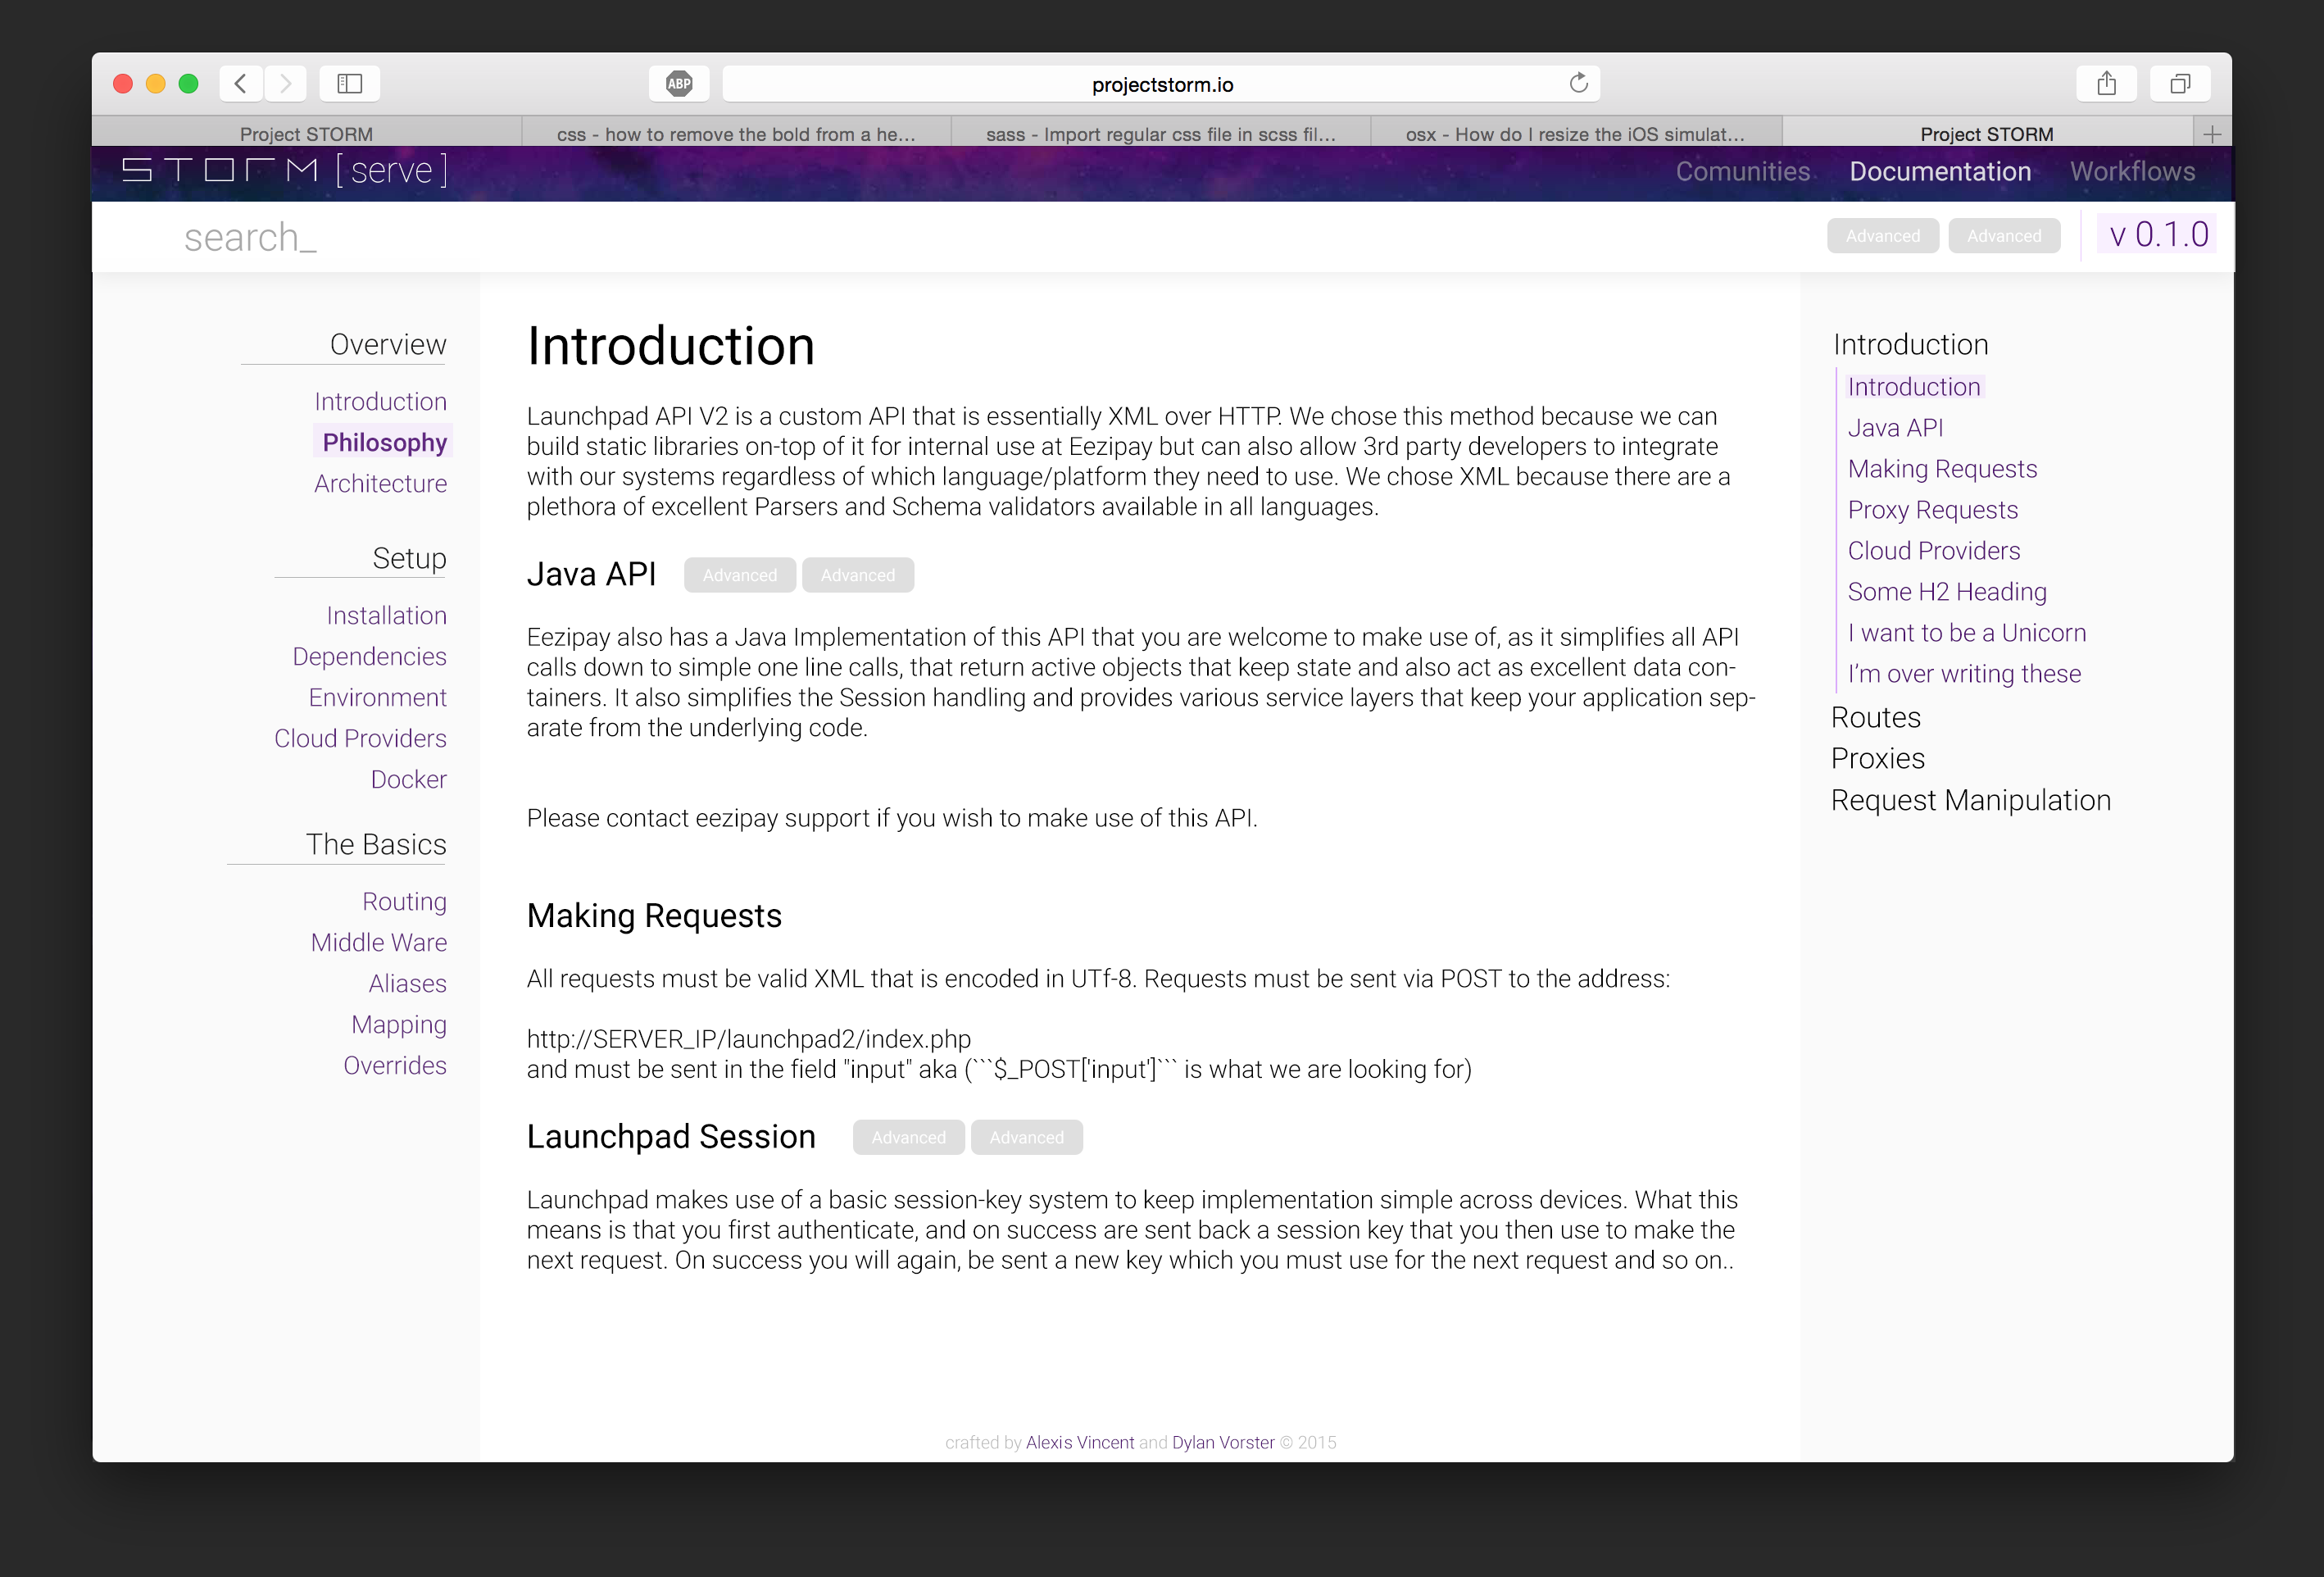 ABP
projectstorm.io
Project STORM
css - how to remove the bold from a he...
sass - Import regular css file in scss fil...
osx - How do I resize the iOS simulat...
Project STORM
STORM [serve]
Comunities
Documentation
Workflows
search_
Advanced
Advanced
v 0.1.0
Overview
Introduction
Philosophy
Architecture
Setup
Installation
Dependencies
Environment
Cloud Providers
Docker
The Basics
Routing
Middle Ware
Aliases
Mapping
Overrides
Introduction
Launchpad API V2 is a custom API that is essentially XML over HTTP. We chose this method because we can
build static libraries on-top of it for internal use at Eezipay but can also allow 3rd party developers to integrate
with our systems regardless of which language/platform they need to use. We chose XML because there are a
plethora of excellent Parsers and Schema validators available in all languages.
Java API
Advanced
Advanced
Eezipay also has a Java Implementation of this API that you are welcome to make use of, as it simplifies all API
calls down to simple one line calls, that return active objects that keep state and also act as excellent data con-
tainers. It also simplifies the Session handling and provides various service layers that keep your application sep-
arate from the underlying code.
Please contact eezipay support if you wish to make use of this API.
Making Requests
All requests must be valid XML that is encoded in UTf-8. Requests must be sent via POST to the address:
http://SERVER_IP/launchpad2/index.php
and must be sent in the field "input" aka (```$_POST['input']``` is what we are looking for)
Launchpad Session
Advanced
Advanced
Launchpad makes use of a basic session-key system to keep implementation simple across devices. What this
means is that you first authenticate, and on success are sent back a session key that you then use to make the
next request. On success you will again, be sent a new key which you must use for the next request and so on..
Introduction
Introduction
Java API
Making Requests
Proxy Requests
Cloud Providers
Some H2 Heading
I want to be a Unicorn
I'm over writing these
Routes
Proxies
Request Manipulation
crafted by Alexis Vincent and Dylan Vorster © 2015